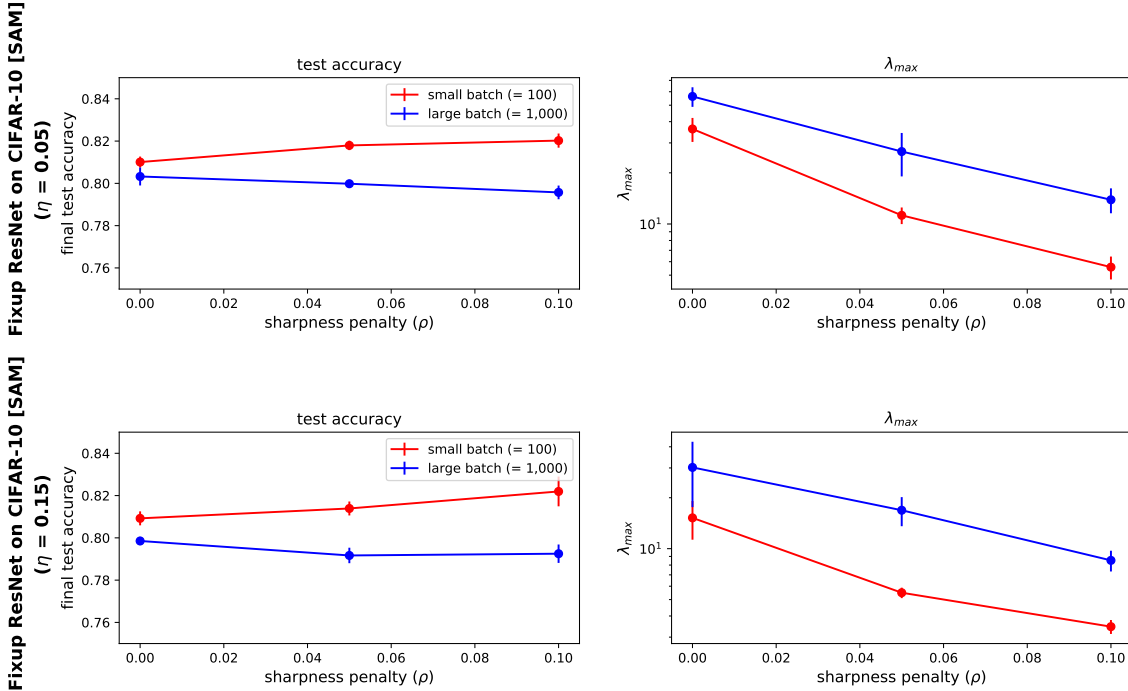 Fixup ResNet on CIFAR-10 [SAM]
(η = 0.05)
test accuracy
final test accuracy
0.84
0.82
0.80
0.78
0.76
small batch (= 100)
large batch (= 1,000)
0.00 0.02 0.04 0.06 0.08 0.10
sharpness penalty (ρ)
λmax
λmax
10¹
0.00 0.02 0.04 0.06 0.08 0.10
sharpness penalty (ρ)
Fixup ResNet on CIFAR-10 [SAM]
(η = 0.15)
test accuracy
final test accuracy
0.84
0.82
0.80
0.78
0.76
small batch (= 100)
large batch (= 1,000)
0.00 0.02 0.04 0.06 0.08 0.10
sharpness penalty (ρ)
λmax
λmax
10¹
0.00 0.02 0.04 0.06 0.08 0.10
sharpness penalty (ρ)